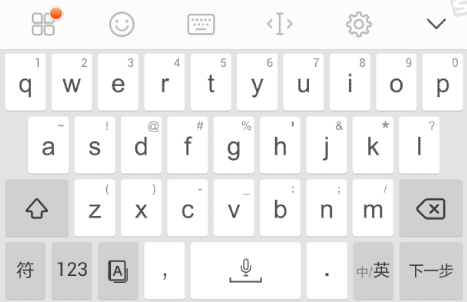 1 2 3 4 5 6 7 8 9 0
q w e r t y u i o p
~ ! @ # % ' & * ?
a s d f g h j k l
( ) - _ : ; /
z x c v b n m
符 123 A , . 中/英 下一步